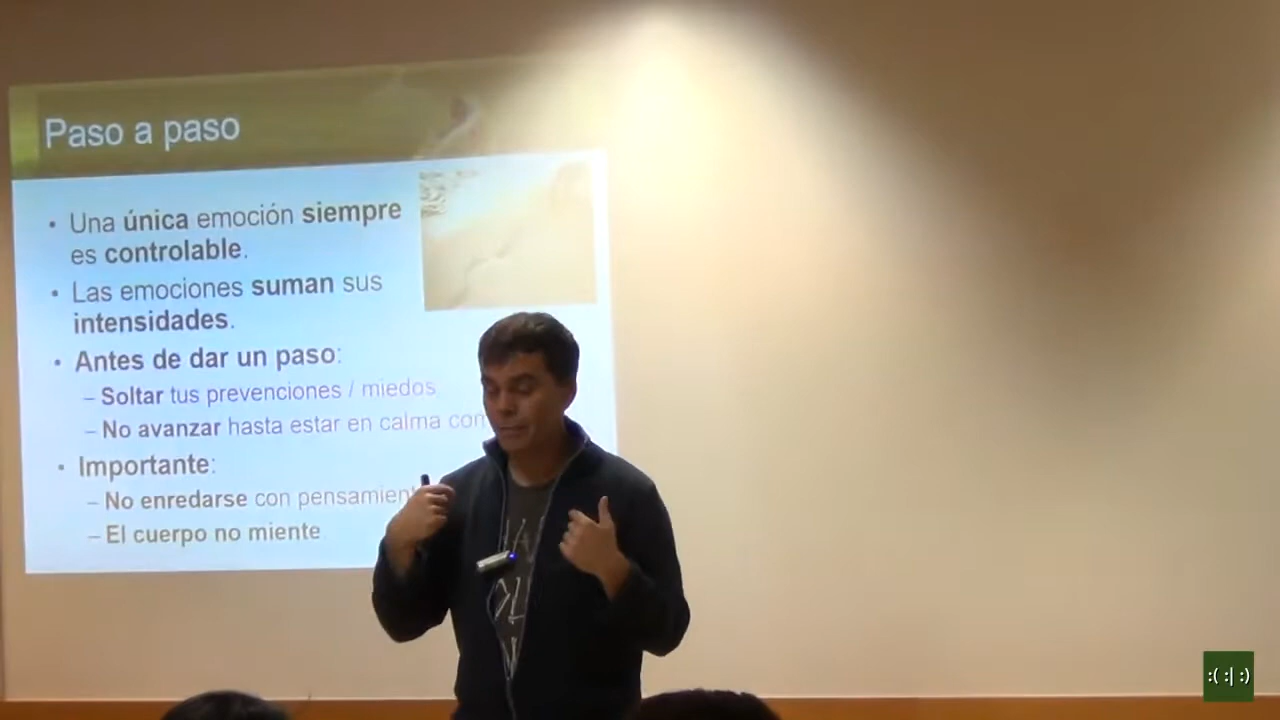 Paso a paso
• Una única emoción siempre
es controlable.
• Las emociones suman sus
intensidades.
• Antes de dar un paso:
– Soltar tus prevenciones / miedos
– No avanzar hasta estar en calma
• Importante:
– No enredarse con
– El cuerpo no miente
:( :| :)